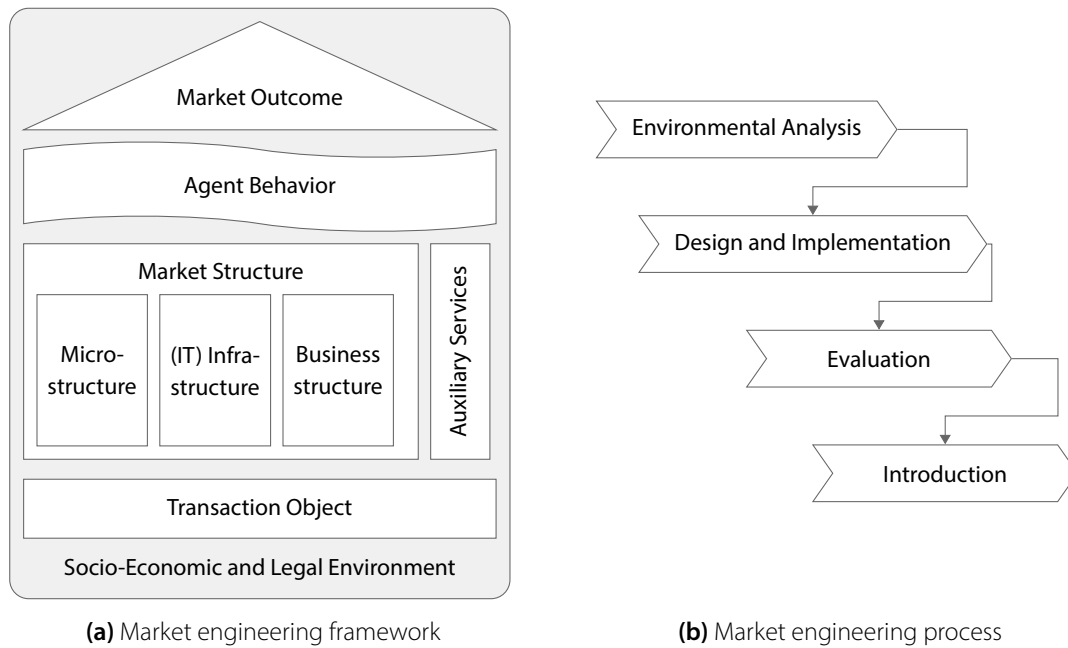 Market Outcome
Agent Behavior
Market Structure
Micro-
structure
(IT) Infra-
structure
Business
structure
Auxiliary Services
Transaction Object
Socio-Economic and Legal Environment
(a) Market engineering framework
Environmental Analysis
Design and Implementation
Evaluation
Introduction
(b) Market engineering process